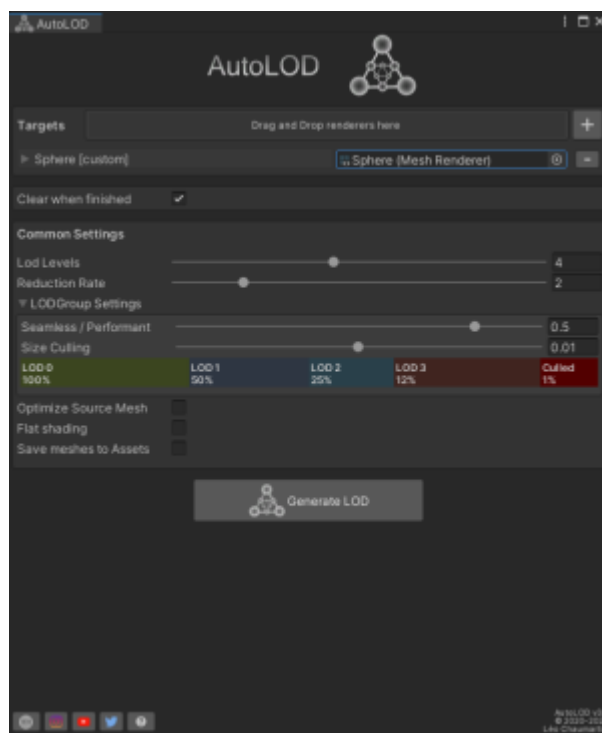 AutoLOD
AutoLOD
Targets Drag and Drop renderers here +
Sphere [custom] Sphere (Mesh Renderer) -
Clear when finished
Common Settings
Lod Levels 4
Reduction Rate 2
LODGroup Settings
Seamless / Performant 0.5
Size Culling 0.01
LOD 0 LOD 1 LOD 2 LOD 3 Culled
100% 50% 25% 12% 1%
Optimize Source Mesh
Flat shading
Save meshes to Assets
Generate LOD
AutoLOD